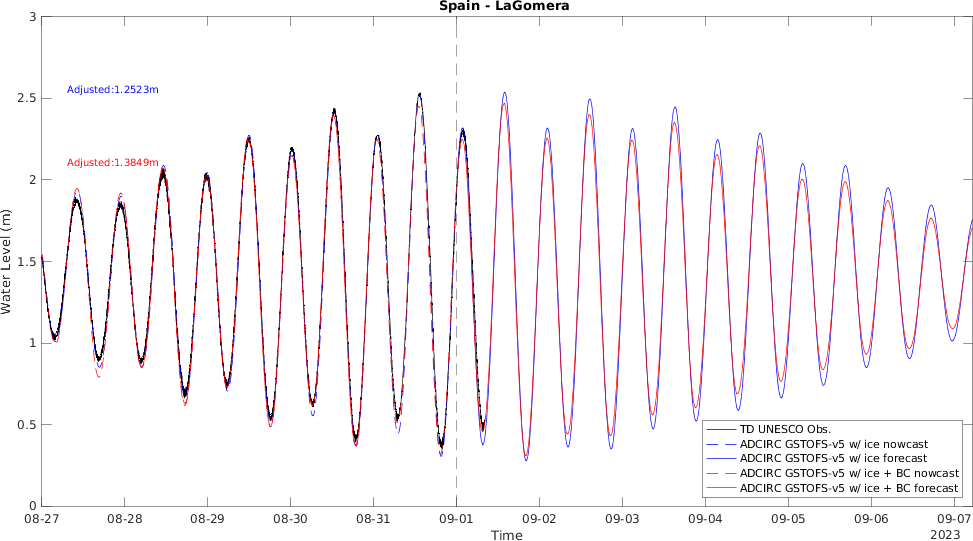 Spain - LaGomera
3
2.5
2
1.5
1
0.5
0
Water Level (m)
Adjusted:1.2523m
Adjusted:1.3849m
TD UNESCO Obs.
ADCIRC GSTOFS-v5 w/ ice nowcast
ADCIRC GSTOFS-v5 w/ ice forecast
ADCIRC GSTOFS-v5 w/ ice + BC nowcast
ADCIRC GSTOFS-v5 w/ ice + BC forecast
08-27 08-28 08-29 08-30 08-31 09-01 09-02 09-03 09-04 09-05 09-06 09-07
2023
Time